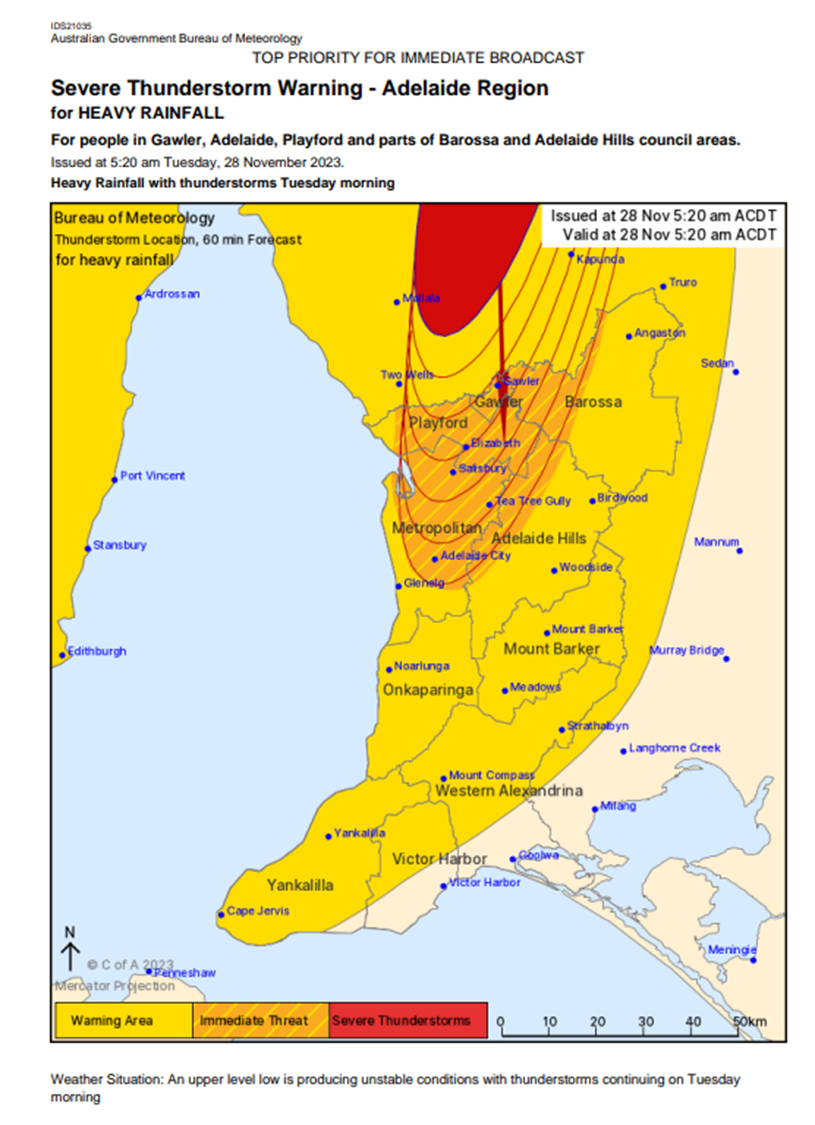 IDS21035
Australian Government Bureau of Meteorology
TOP PRIORITY FOR IMMEDIATE BROADCAST
Severe Thunderstorm Warning - Adelaide Region
for HEAVY RAINFALL
For people in Gawler, Adelaide, Playford and parts of Barossa and Adelaide Hills council areas.
Issued at 5:20 am Tuesday, 28 November 2023.
Heavy Rainfall with thunderstorms Tuesday morning
Bureau of Meteorology
Thunderstorm Location, 60 min Forecast
for heavy rainfall
Issued at 28 Nov 5:20 am ACDT
Valid at 28 Nov 5:20 am ACDT
Kapunda
Truro
Ardrossan
Mallala
Angaston
Sedan
Two Wells
Gawler
Gawler
Barossa
Playford
Elizabeth
Salisbury
Port Vincent
Tea Tree Gully
Birdwood
Metropolitan
Adelaide Hills
Stansbury
Mannum
Adelaide City
Woodside
Glenelg
Mount Barker
Mount Barker
Edithburgh
Murray Bridge
Noarlunga
Onkaparinga
Meadows
Strathalbyn
Langhorne Creek
Mount Compass
Western Alexandrina
Milang
Yankalilla
Victor Harbor
Goolwa
Yankalilla
Victor Harbor
Cape Jervis
N
Meningie
© C of A 2023
Penneshaw
Mercator Projection
Warning Area
Immediate Threat
Severe Thunderstorms
0 10 20 30 40 50km
Weather Situation: An upper level low is producing unstable conditions with thunderstorms continuing on Tuesday
morning